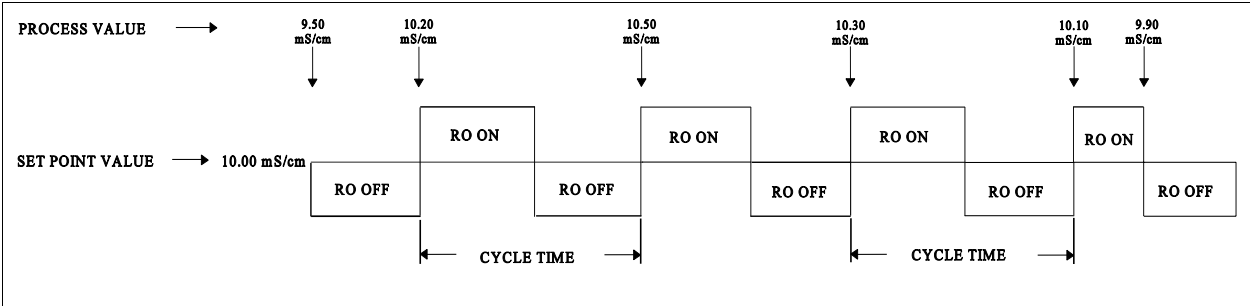 PROCESS VALUE
9.50
mS/cm
10.20
mS/cm
10.50
mS/cm
10.30
mS/cm
10.10
mS/cm
9.90
mS/cm
RO ON
RO ON
RO ON
RO ON
SET POINT VALUE
10.00 mS/cm
RO OFF
RO OFF
RO OFF
RO OFF
RO OFF
CYCLE TIME
CYCLE TIME